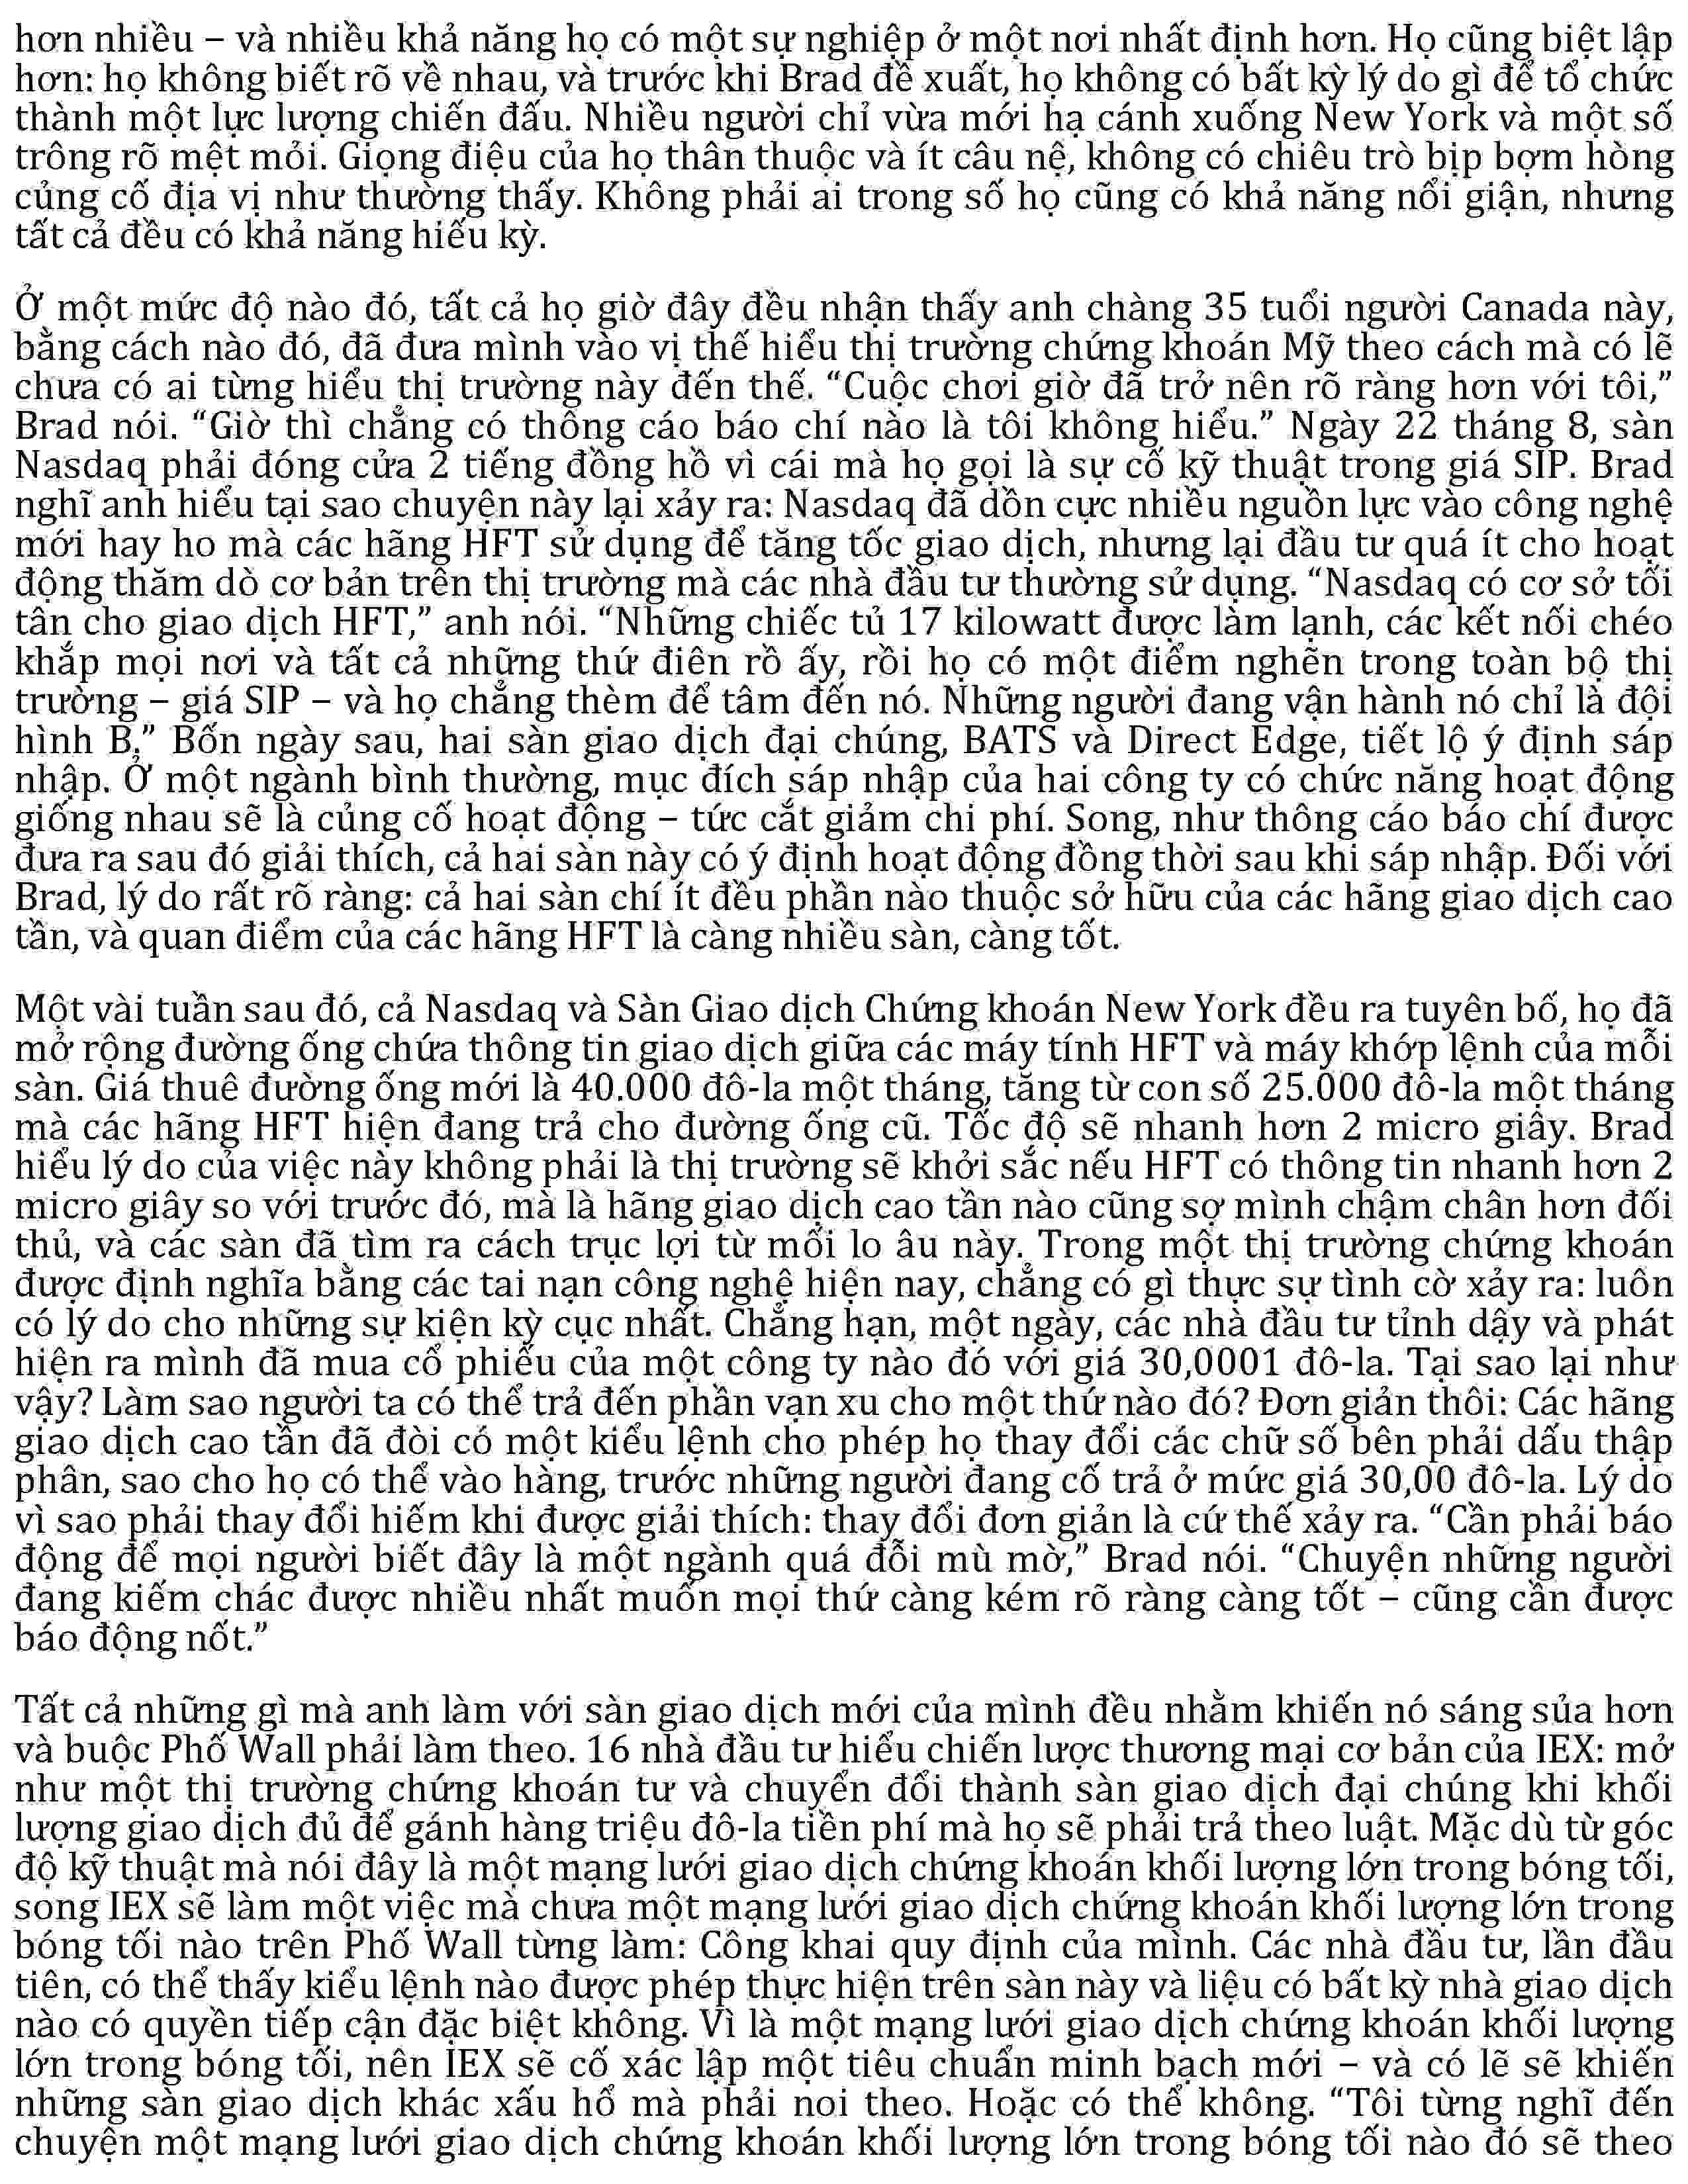 hơn nhiều – và nhiều khả năng họ có một sự nghiệp ở một nơi nhất định hơn. Họ cũng biệt lập
hơn: họ không biết rõ về nhau, và trước khi Brad đề xuất, họ không có bất kỳ lý do gì để tổ chức
thành một lực lượng chiến đấu. Nhiều người chỉ vừa mới hạ cánh xuống New York và một số
trông rõ mệt mỏi. Giọng điệu của họ thân thuộc và ít câu nệ, không có chiêu trò bịp bợm hòng
củng cố địa vị như thường thấy. Không phải ai trong số họ cũng có khả năng nổi giận, nhưng
tất cả đều có khả năng hiếu kỳ.
Ở một mức độ nào đó, tất cả họ giờ đây đều nhận thấy anh chàng 35 tuổi người Canada này,
bằng cách nào đó, đã đưa mình vào vị thế hiểu thị trường chứng khoán Mỹ theo cách mà có lẽ
chưa có ai từng hiểu thị trường này đến thế. “Cuộc chơi giờ đã trở nên rõ ràng hơn với tôi,”
Brad nói. “Giờ thì chẳng có thông cáo báo chí nào là tôi không hiểu.” Ngày 22 tháng 8, sàn
Nasdaq phải đóng cửa 2 tiếng đồng hồ vì cái mà họ gọi là sự cố kỹ thuật trong giá SIP. Brad
nghĩ anh hiểu tại sao chuyện này lại xảy ra: Nasdaq đã dồn cực nhiều nguồn lực vào công nghệ
mới hay ho mà các hãng HFT sử dụng để tăng tốc giao dịch, nhưng lại đầu tư quá ít cho hoạt
động thăm dò cơ bản trên thị trường mà các nhà đầu tư thường sử dụng. “Nasdaq có cơ sở tối
tân cho giao dịch HFT,” anh nói. “Những chiếc tủ 17 kilowatt được làm lạnh, các kết nối chéo
khắp mọi nơi và tất cả những thứ điên rồ ấy, rồi họ có một điểm nghẽn trong toàn bộ thị
trường – giá SIP – và họ chẳng thèm để tâm đến nó. Những người đang vận hành nó chỉ là đội
hình B.” Bốn ngày sau, hai sàn giao dịch đại chúng, BATS và Direct Edge, tiết lộ ý định sáp
nhập. Ở một ngành bình thường, mục đích sáp nhập của hai công ty có chức năng hoạt động
giống nhau sẽ là củng cố hoạt động – tức cắt giảm chi phí. Song, như thông cáo báo chí được
đưa ra sau đó giải thích, cả hai sàn này có ý định hoạt động đồng thời sau khi sáp nhập. Đối với
Brad, lý do rất rõ ràng: cả hai sàn chí ít đều phần nào thuộc sở hữu của các hãng giao dịch cao
tần, và quan điểm của các hãng HFT là càng nhiều sàn, càng tốt.
Một vài tuần sau đó, cả Nasdaq và Sàn Giao dịch Chứng khoán New York đều ra tuyên bố, họ đã
mở rộng đường ống chứa thông tin giao dịch giữa các máy tính HFT và máy khớp lệnh của mỗi
sàn. Giá thuê đường ống mới là 40.000 đô-la một tháng, tăng từ con số 25.000 đô-la một tháng
mà các hãng HFT hiện đang trả cho đường ống cũ. Tốc độ sẽ nhanh hơn 2 micro giây. Brad
hiểu lý do của việc này không phải là thị trường sẽ khởi sắc nếu HFT có thông tin nhanh hơn 2
micro giây so với trước đó, mà là hãng giao dịch cao tần nào cũng sợ mình chậm chân hơn đối
thủ, và các sàn đã tìm ra cách trục lợi từ mối lo âu này. Trong một thị trường chứng khoán
được định nghĩa bằng các tai nạn công nghệ hiện nay, chẳng có gì thực sự tình cờ xảy ra: luôn
có lý do cho những sự kiện kỳ cục nhất. Chẳng hạn, một ngày, các nhà đầu tư tỉnh dậy và phát
hiện ra mình đã mua cổ phiếu của một công ty nào đó với giá 30,0001 đô-la. Tại sao lại như
vậy? Làm sao người ta có thể trả đến phần vạn xu cho một thứ nào đó? Đơn giản thôi: Các hãng
giao dịch cao tần đã đòi có một kiểu lệnh cho phép họ thay đổi các chữ số bên phải dấu thập
phân, sao cho họ có thể vào hàng, trước những người đang cố trả ở mức giá 30,00 đô-la. Lý do
vì sao phải thay đổi hiếm khi được giải thích: thay đổi đơn giản là cứ thế xảy ra. “Cần phải báo
động để mọi người biết đây là một ngành quá đỗi mù mờ,” Brad nói. “Chuyện những người
đang kiếm chác được nhiều nhất muốn mọi thứ càng kém rõ ràng càng tốt – cũng cần được
báo động nốt.”
Tất cả những gì mà anh làm với sàn giao dịch mới của mình đều nhằm khiến nó sáng sủa hơn
và buộc Phố Wall phải làm theo. 16 nhà đầu tư hiểu chiến lược thương mại cơ bản của IEX: mở
như một thị trường chứng khoán tư và chuyển đổi thành sàn giao dịch đại chúng khi khối
lượng giao dịch đủ để gánh hàng triệu đô-la tiền phí mà họ sẽ phải trả theo luật. Mặc dù từ góc
độ kỹ thuật mà nói đây là một mạng lưới giao dịch chứng khoán khối lượng lớn trong bóng tối,
song IEX sẽ làm một việc mà chưa một mạng lưới giao dịch chứng khoán khối lượng lớn trong
bóng tối nào trên Phố Wall từng làm: Công khai quy định của mình. Các nhà đầu tư, lần đầu
tiên, có thể thấy kiểu lệnh nào được phép thực hiện trên sàn này và liệu có bất kỳ nhà giao dịch
nào có quyền tiếp cận đặc biệt không. Vì là một mạng lưới giao dịch chứng khoán khối lượng
lớn trong bóng tối, nên IEX sẽ cố xác lập một tiêu chuẩn minh bạch mới – và có lẽ sẽ khiến
những sàn giao dịch khác xấu hổ mà phải noi theo. Hoặc có thể không. “Tôi từng nghĩ đến
chuyện một mạng lưới giao dịch chứng khoán khối lượng lớn trong bóng tối nào đó sẽ theo